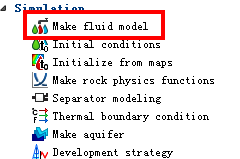 Simulation
Make fluid model
Initial conditions
Initialize from maps
Make rock physics functions
Separator modeling
Thermal boundary condition
Make aquifer
Development strategy